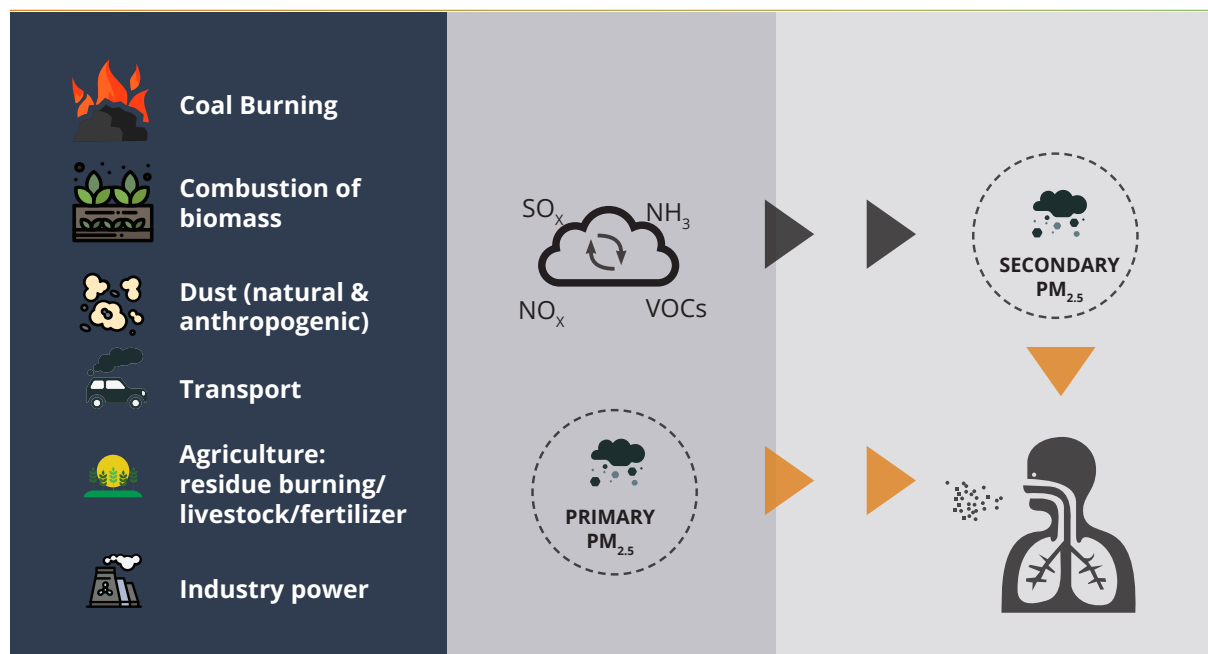 Coal Burning
Combustion of
biomass
Dust (natural &
anthropogenic)
Transport
Agriculture:
residue burning/
livestock/fertilizer
Industry power
SOX
NH3
NOX
VOCs
PRIMARY
PM2.5
SECONDARY
PM2.5